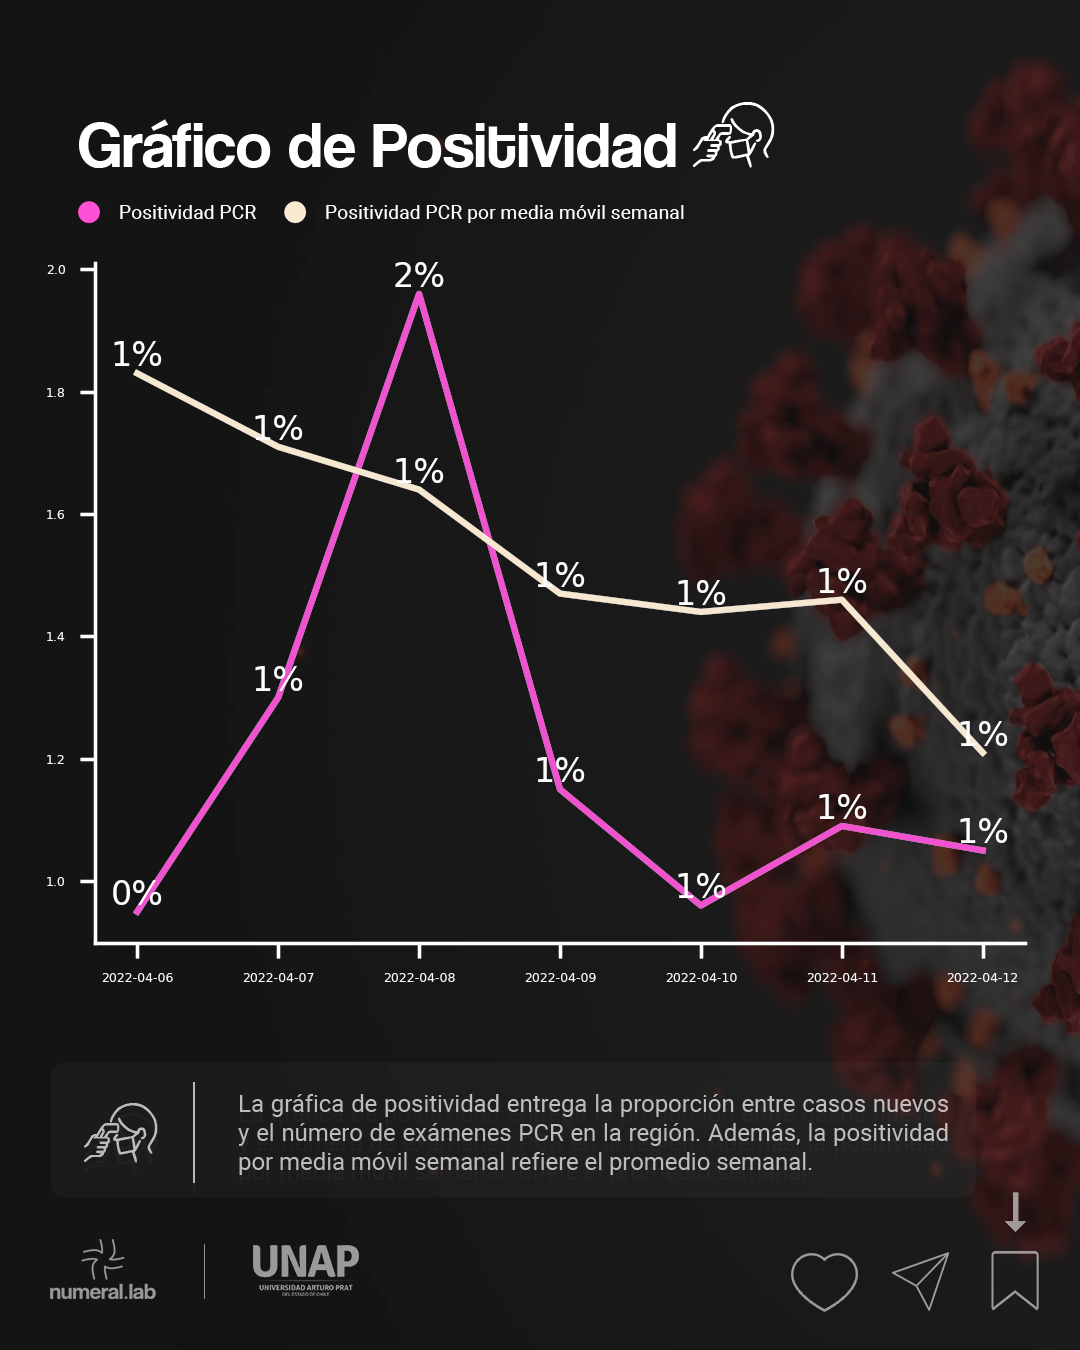 Gráfico de Positividad
Positividad PCR
Positividad PCR por media móvil semanal
2.0
1.8
1.6
1.4
1.2
1.0
2%
1%
1%
1%
1%
1%
1%
1%
1%
1%
1%
1%
1%
0%
2022-04-06
2022-04-07
2022-04-08
2022-04-09
2022-04-10
2022-04-11
2022-04-12
La gráfica de positividad entrega la proporción entre casos nuevos
y el número de exámenes PCR en la región. Además, la positividad
por media móvil semanal refiere el promedio semanal.
numeral.lab
UNAP
UNIVERSIDAD ARTURO PRAT
DEL ESTADO DE CHILE